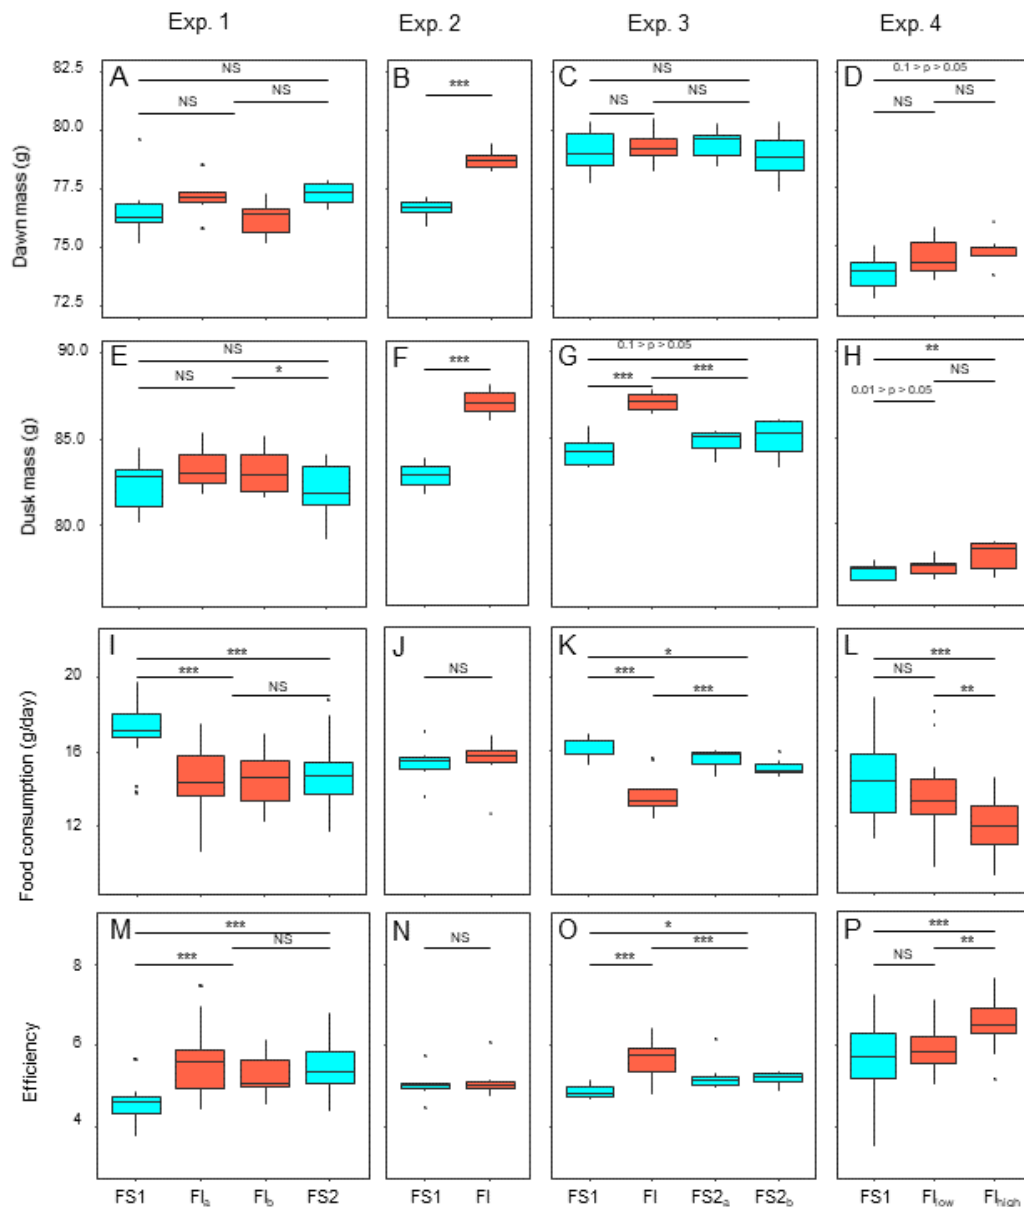 Exp. 1 Exp. 2 Exp. 3 Exp. 4
Dawn mass (g)
82.5
80.0
77.5
75.0
72.5
A
NS
NS
NS
B
***
C
NS
NS
NS
D
0.1 > p > 0.05
NS
NS
Dusk mass (g)
90.0
85.0
80.0
E
NS
NS
*
F
***
G
0.1 > p > 0.05
***
***
H
**
NS
0.01 > p > 0.05
Food consumption (g/day)
20
16
12
I
***
***
NS
J
NS
K
*
***
***
L
***
NS
**
Efficiency
8
6
4
M
***
NS
***
N
NS
O
*
***
***
P
***
**
NS
FS1 FIa FIb FS2 FS1 FI FS1 FI FS2a FS2b FS1 FIlow FIhigh